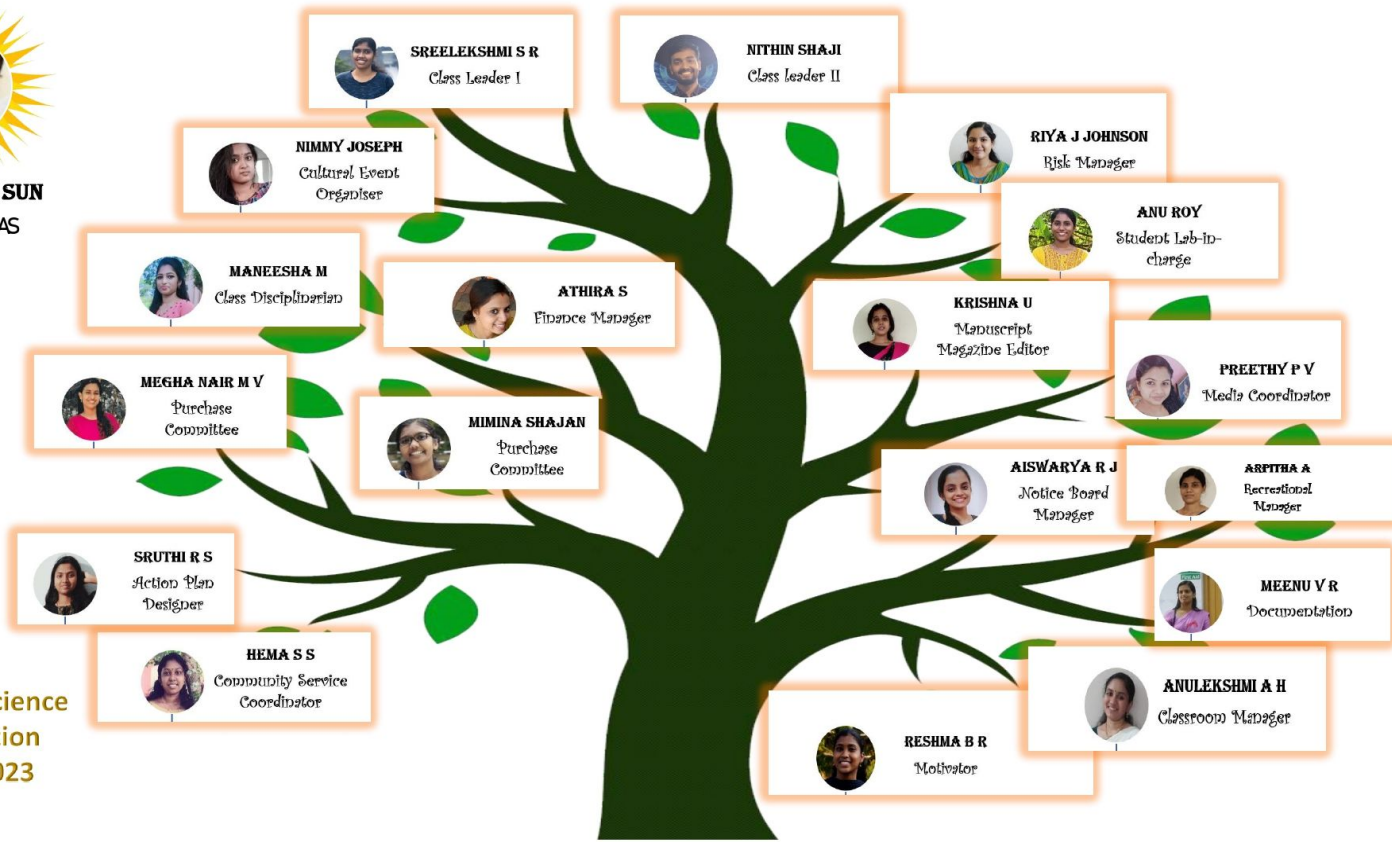 SUN
AS
SREELEKSHMI S R
Class Leader I
NITHIN SHAJI
Class leader II
NIMMY JOSEPH
Cultural Event
Organiser
RIYA J JOHNSON
Risk Manager
ANU ROY
Student Lab-in-
charge
MANEESHA M
Class Disciplinarian
ATHIRA S
Finance Manager
KRISHNA U
Manuscript
Magazine Editor
MEGHA NAIR M V
Purchase
Committee
MIMINA SHAJAN
Purchase
Committee
PREETHY P V
Media Coordinator
AISWARYA R J
Notice Board
Manager
ARPITHA A
Recreational
Manager
SRUTHI R S
Action Plan
Designer
MEENU V R
Documentation
HEMA S S
Community Service
Coordinator
ANULEKSHMI A H
Classroom Manager
RESHMA B R
Motivator
cience
tion
023